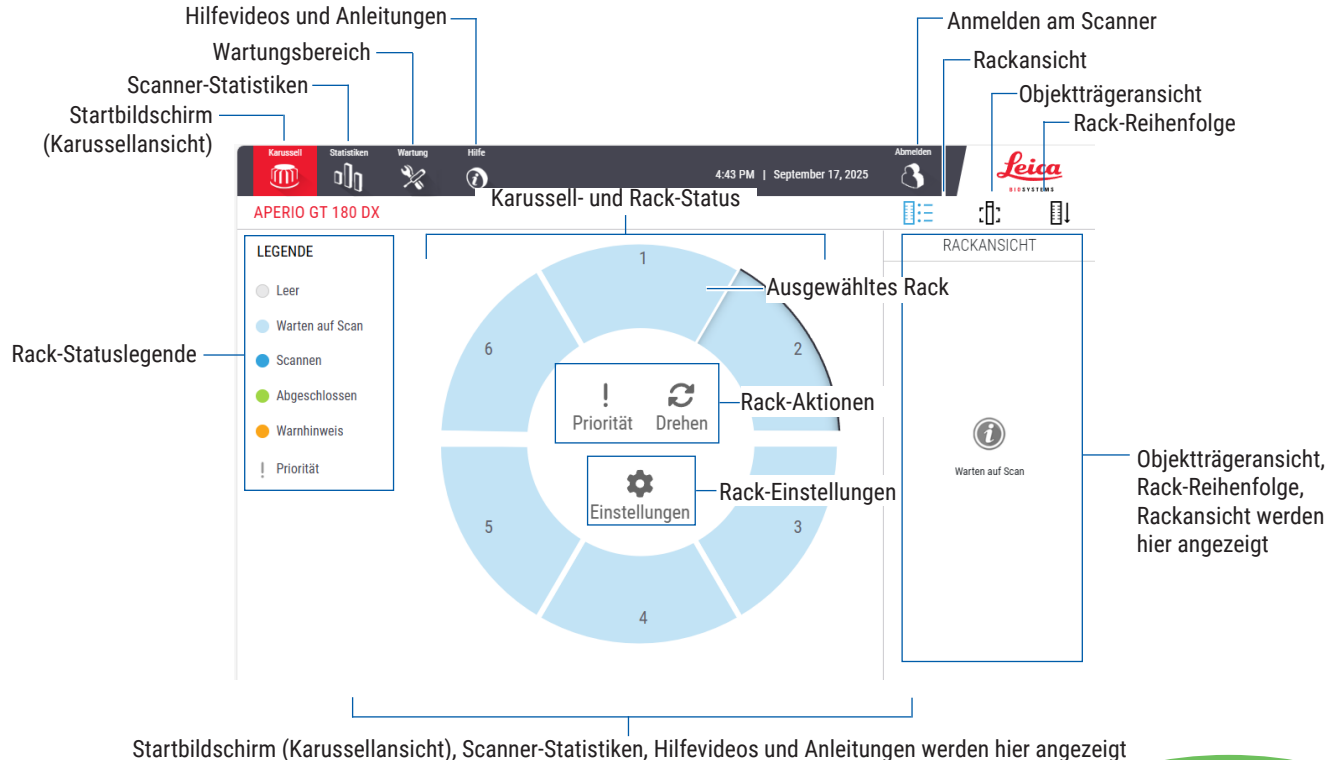 Hilfevideos und Anleitungen
Anmelden am Scanner
Wartungsbereich
Rackansicht
Scanner-Statistiken
Objektträgeransicht
Startbildschirm
(Karussellansicht)
Rack-Reihenfolge
Karussell
Statistiken
Wartung
Hilfe
4:43 PM | September 17, 2025
Abmelden
Leica
BIOSYSTEMS
APERIO GT 180 DX
Karussell- und Rack-Status
LEGENDE
Leer
Warten auf Scan
Scannen
Abgeschlossen
Warnhinweis
! Priorität
Rack-Statuslegende
1
2
3
4
5
6
Ausgewähltes Rack
!
Priorität
Drehen
Rack-Aktionen
Einstellungen
Rack-Einstellungen
RACKANSICHT
i
Warten auf Scan
Objektträgeransicht,
Rack-Reihenfolge,
Rackansicht werden
hier angezeigt
Startbildschirm (Karussellansicht), Scanner-Statistiken, Hilfevideos und Anleitungen werden hier angezeigt